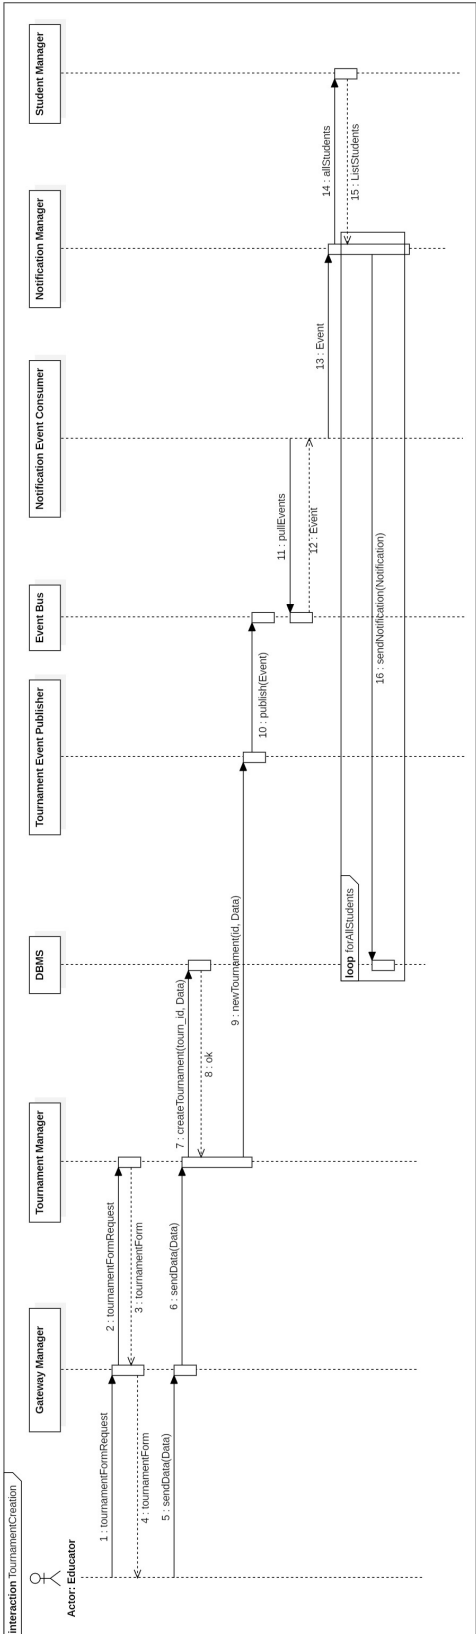 interaction TournamentCreation
Actor: Educator
Gateway Manager
Tournament Manager
DBMS
Tournament Event Publisher
Event Bus
Notification Event Consumer
Notification Manager
Student Manager
1 : tournamentFormRequest
2 : tournamentFormRequest
3 : tournamentForm
4 : tournamentForm
5 : sendData(Data)
6 : sendData(Data)
7 : createTournament(tourn_id, Data)
8 : ok
9 : newTournament(id, Data)
10 : publish(Event)
11 : pullEvents
12 : Event
13 : Event
14 : allStudents
15 : ListStudents
loop forAllStudents
16 : sendNotification(Notification)